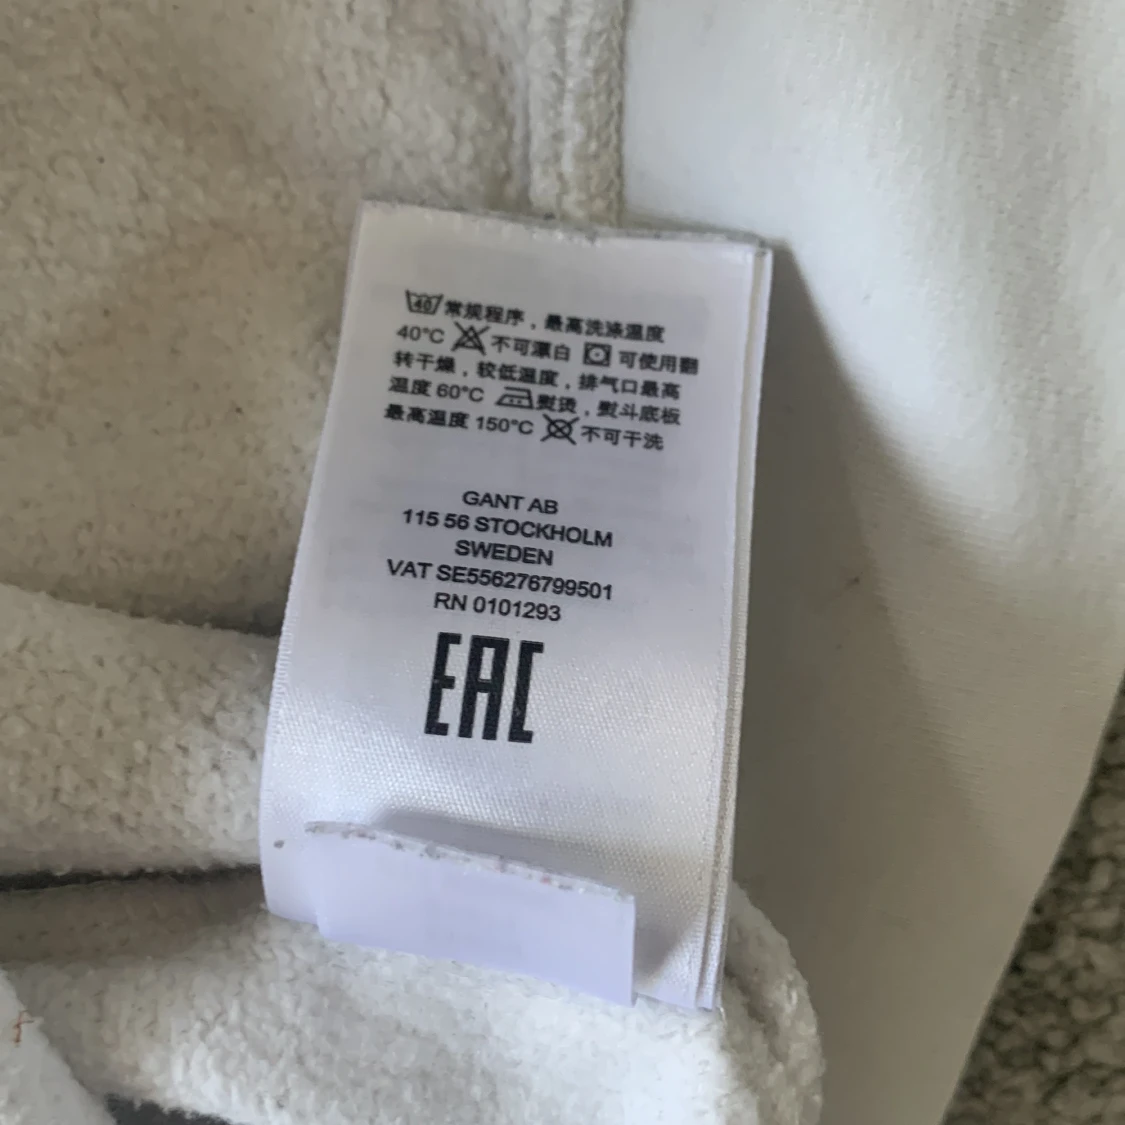 40 常规程序，最高洗涤温度
40°C 不可漂白 可使用翻
转干燥，较低温度，排气口最高
温度 60°C 熨烫，熨斗底板
最高温度 150°C 不可干洗
GANT AB
115 56 STOCKHOLM
SWEDEN
VAT SE556276799501
RN 0101293
EAC